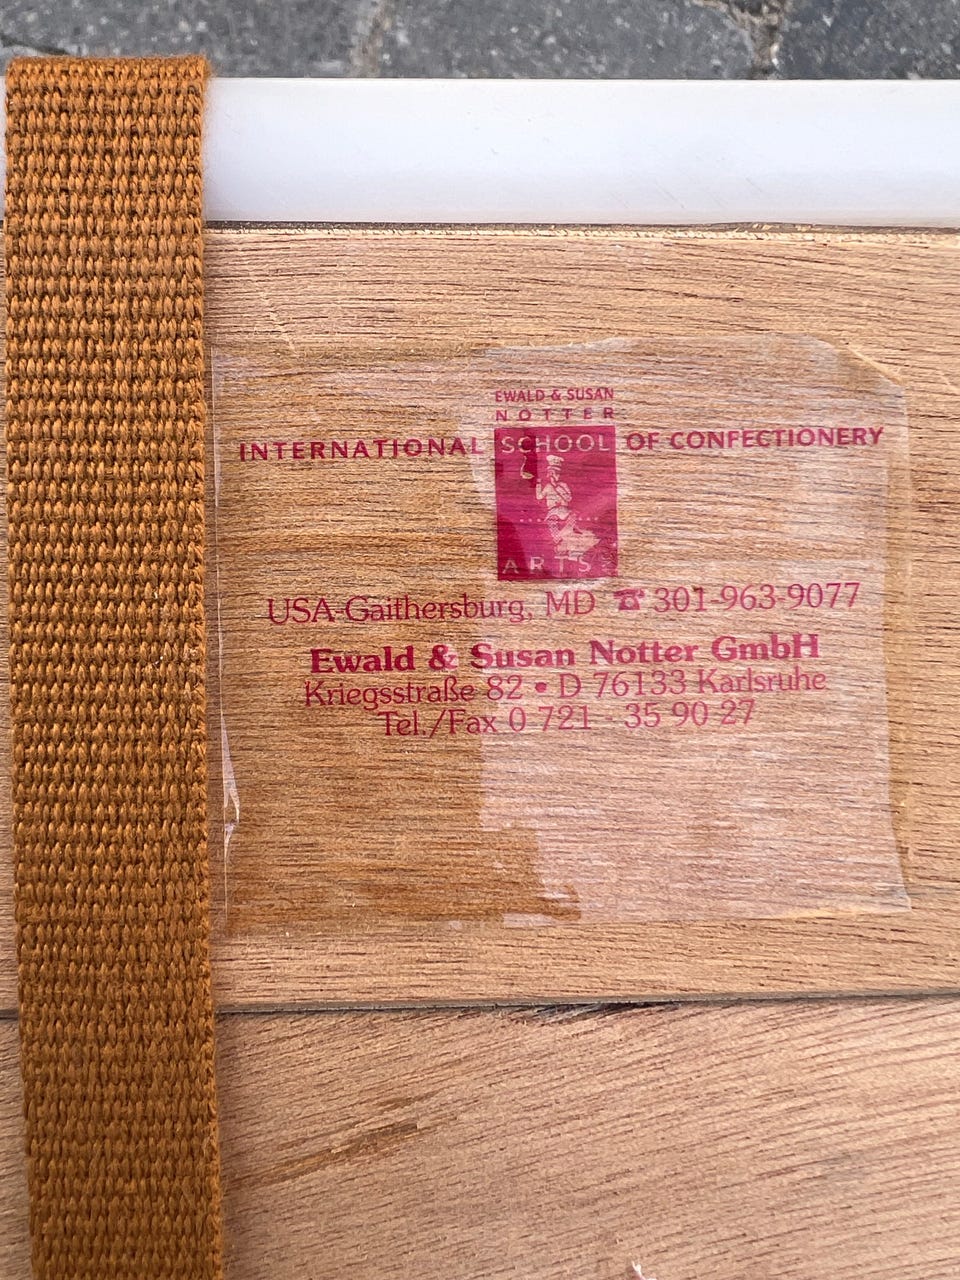 EWALD & SUSAN
NOTTER
INTERNATIONAL SCHOOL OF CONFECTIONERY
ARTS
USA-Gaithersburg, MD ☎ 301-963-9077
Ewald & Susan Notter GmbH
Kriegsstraße 82 • D 76133 Karlsruhe
Tel./Fax 0 721 - 35 90 27